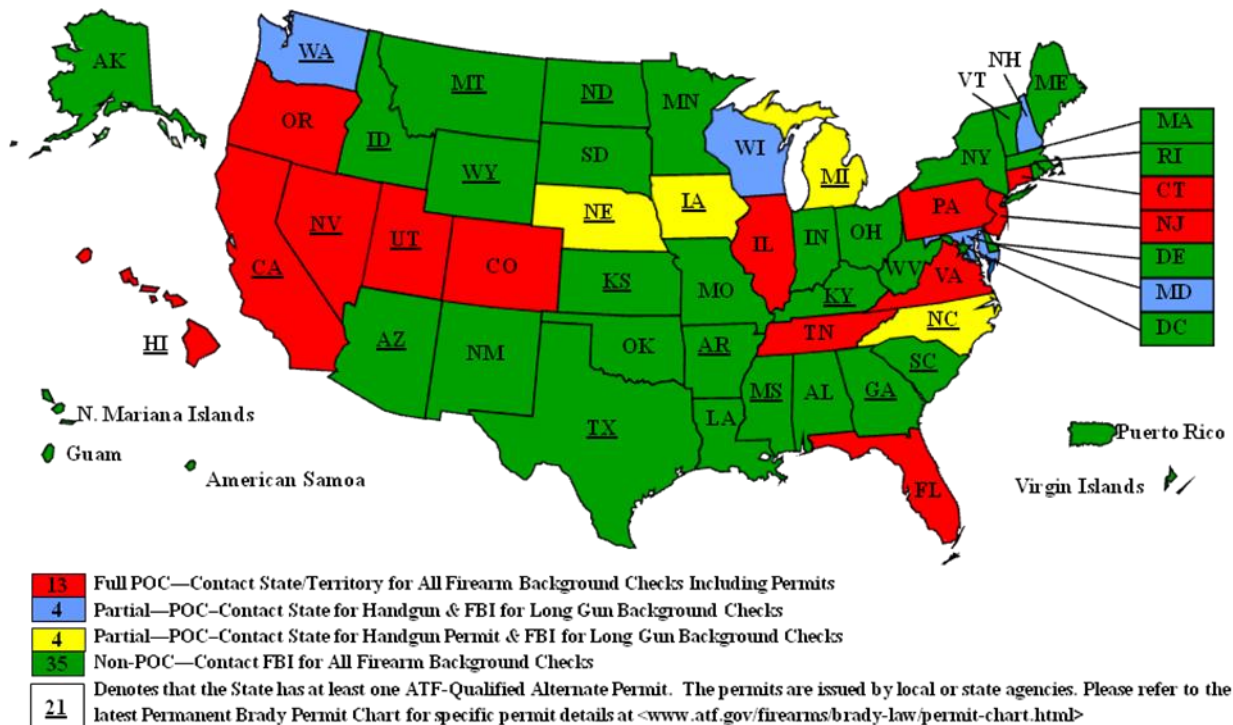 AK
WA
MT
ND
MN
NH
VT
ME
MA
OR
ID
SD
WI
MI
NY
RI
WY
CT
NE
IA
PA
NJ
NV
UT
CO
IL
IN
OH
WV
DE
CA
KS
MO
KY
VA
MD
HI
AZ
NM
OK
AR
TN
NC
DC
SC
MS
AL
GA
TX
LA
FL
N. Mariana Islands
Guam
American Samoa
Puerto Rico
Virgin Islands
13 Full POC—Contact State/Territory for All Firearm Background Checks Including Permits
4 Partial—POC–Contact State for Handgun & FBI for Long Gun Background Checks
4 Partial—POC–Contact State for Handgun Permit & FBI for Long Gun Background Checks
35 Non-POC—Contact FBI for All Firearm Background Checks
21 Denotes that the State has at least one ATF-Qualified Alternate Permit. The permits are issued by local or state agencies. Please refer to the
latest Permanent Brady Permit Chart for specific permit details at <www.atf.gov/firearms/brady-law/permit-chart.html>